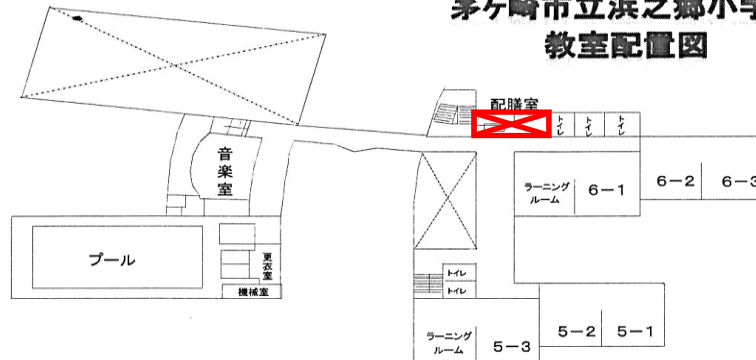 茅ケ崎市立浜之郷小学
教室配置図
配膳室
トイレ
トイレ
トイレ
音楽室
ラーニング
ルーム
6－1
6－2
6－3
プール
更衣室
機械室
トイレ
トイレ
ラーニング
ルーム
5－3
5－2
5－1